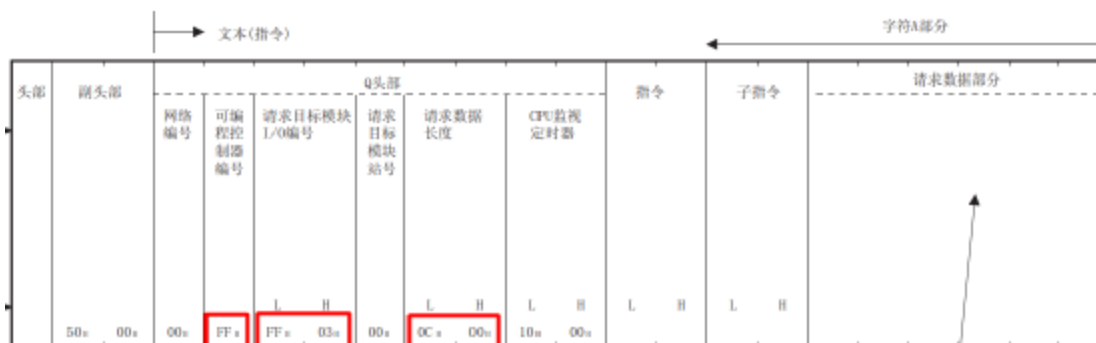 文本(指令)
字符A部分
头部
副头部
Q头部
指令
子指令
请求数据部分
网络
编号
可编
程控
制器
编号
请求目标模块
I/O编号
请求
目标
模块
站号
请求数据
长度
CPU监视
定时器
L H L H L H L H L H
50H 00H 00H FFH FFH 03H 00H 0CH 00H 10H 00H